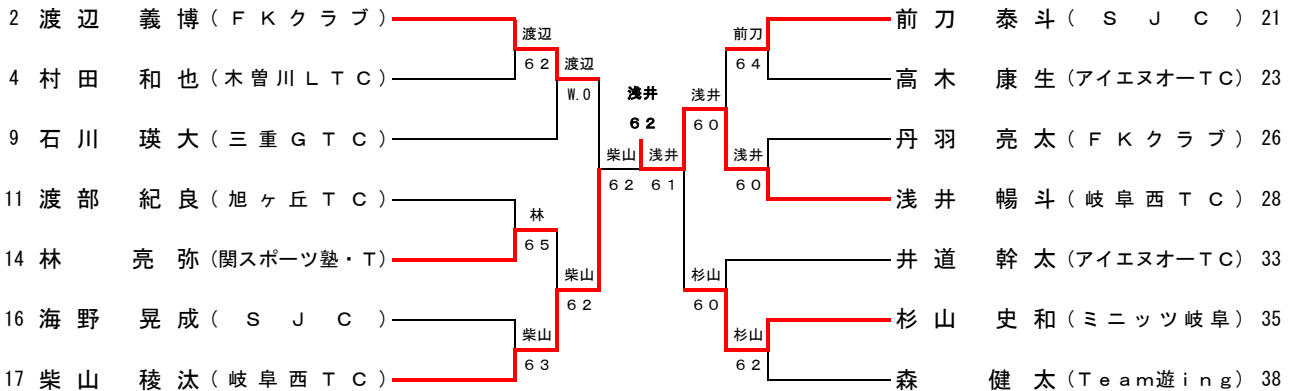 2 渡辺 義博(FKクラブ) 前刀 泰斗(SJC) 21
渡辺 前刀
62 渡辺 64
4 村田 和也(木曽川LTC) 高木 康生(アイエヌオーTC) 23
W.0 浅井 浅井
62 60
9 石川 瑛大(三重GTC) 丹羽 亮太(FKクラブ) 26
柴山 浅井 浅井
62 61 60
11 渡部 紀良(旭ヶ丘TC) 浅井 暢斗(岐阜西TC) 28
林
65
14 林 亮弥(関スポーツ塾・T) 井道 幹太(アイエヌオーTC) 33
柴山 杉山
62 60
16 海野 晃成(SJC) 杉山 史和(ミニッツ岐阜) 35
柴山 杉山
63 62
17 柴山 稜汰(岐阜西TC) 森 健太(Team遊ing) 38